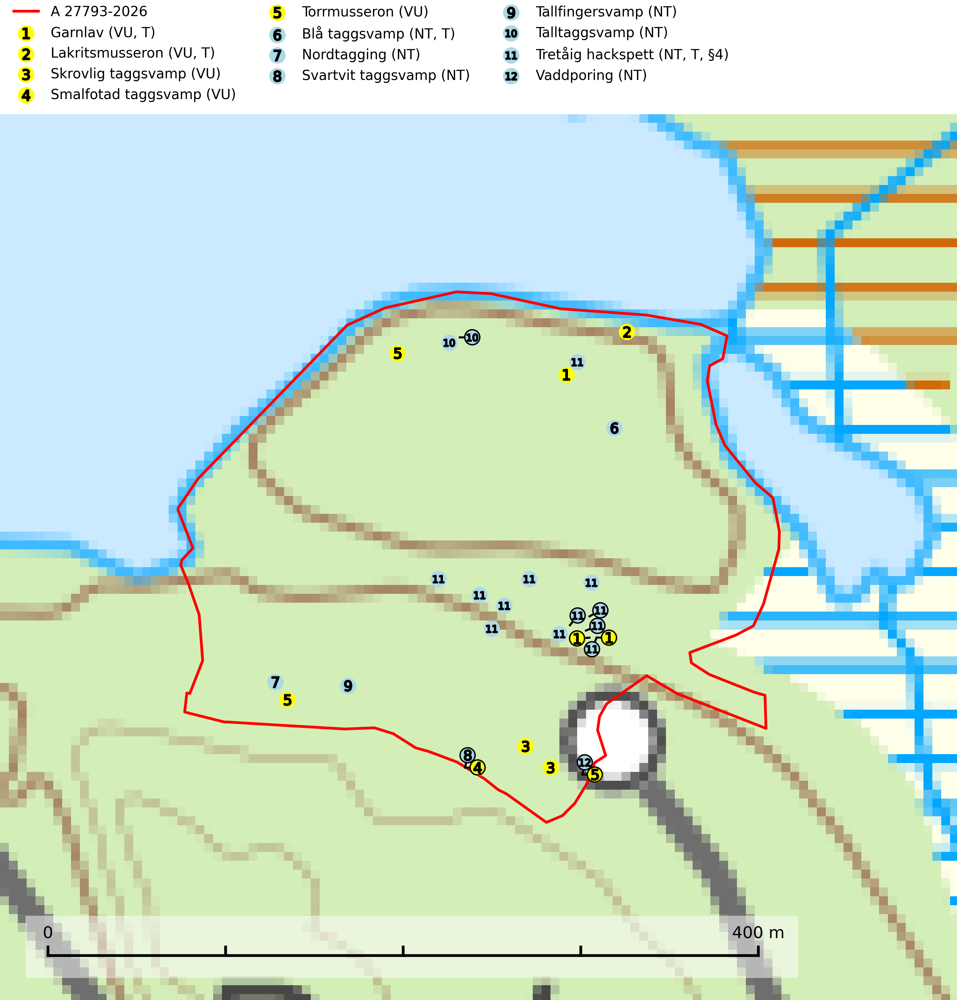 A 27793-2026
1 Garnlav (VU, T)
2 Lakritsmusseron (VU, T)
3 Skrovlig taggsvamp (VU)
4 Smalfotad taggsvamp (VU)
5 Torrmusseron (VU)
6 Blå taggsvamp (NT, T)
7 Nordtagging (NT)
8 Svartvit taggsvamp (NT)
9 Tallfingersvamp (NT)
10 Talltaggsvamp (NT)
11 Tretåig hackspett (NT, T, §4)
12 Vaddporing (NT)
2
10 10
5
11
1
6
11 11 11
11
11
11 11
11
11 11
1 1
11
7 9
5
3
8
4 3 12
5
0 400 m